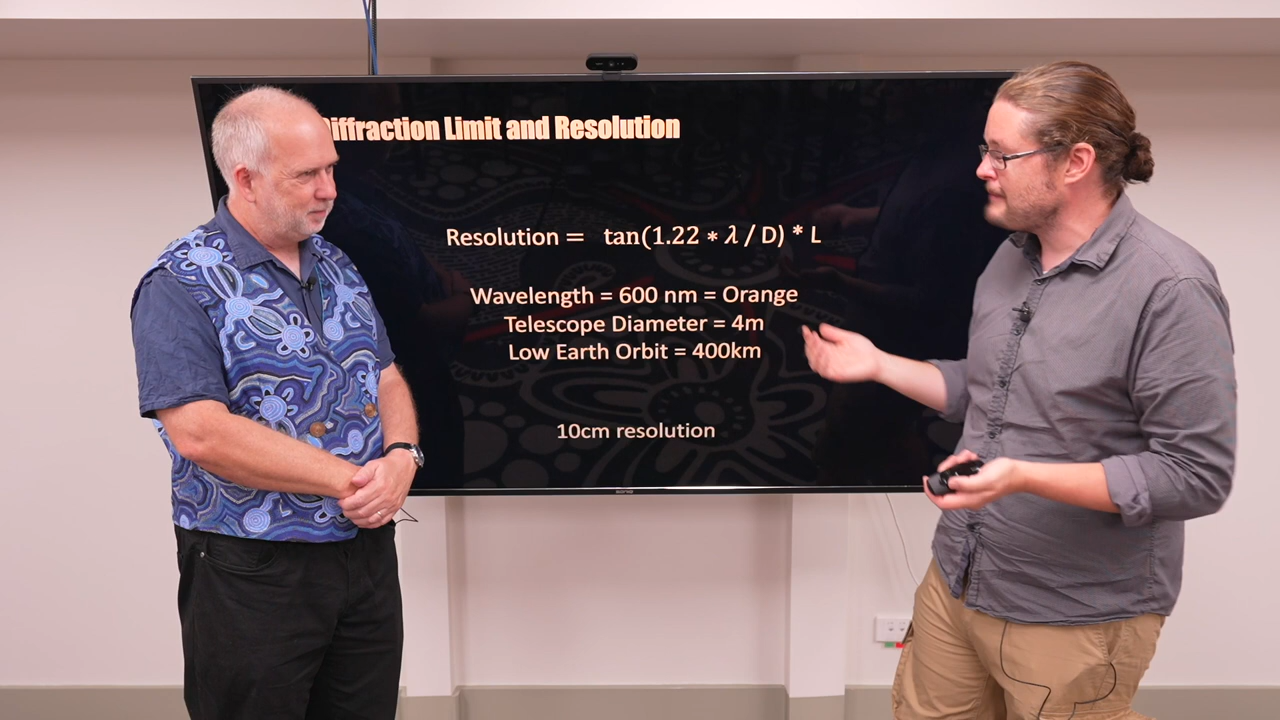 Diffraction Limit and Resolution
Resolution = tan(1.22 * λ / D) * L
Wavelength = 600 nm = Orange
Telescope Diameter = 4m
Low Earth Orbit = 400km
10cm resolution